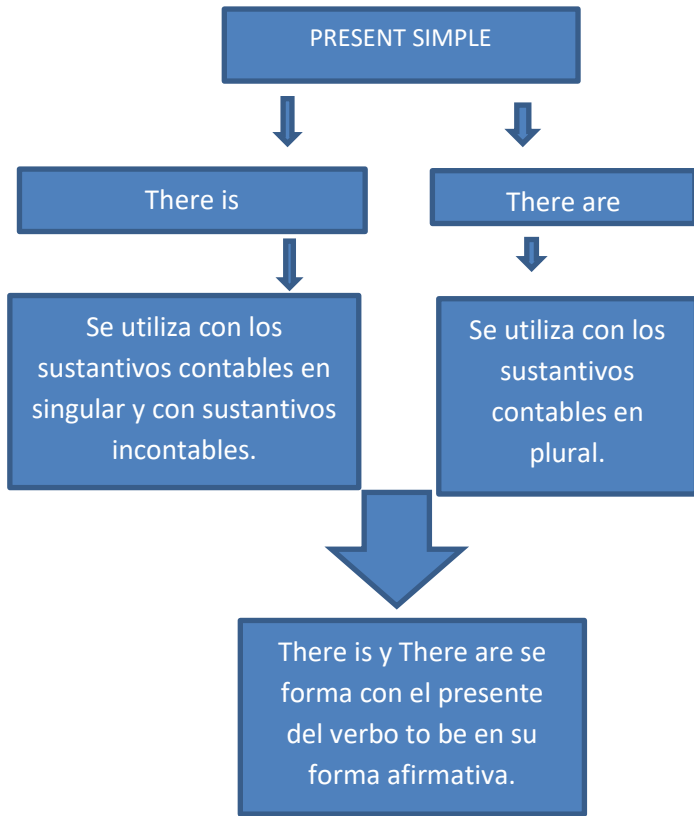 PRESENT SIMPLE
There is
There are
Se utiliza con los
sustantivos contables en
singular y con sustantivos
incontables.
Se utiliza con los
sustantivos
contables en
plural.
There is y There are se
forma con el presente
del verbo to be en su
forma afirmativa.